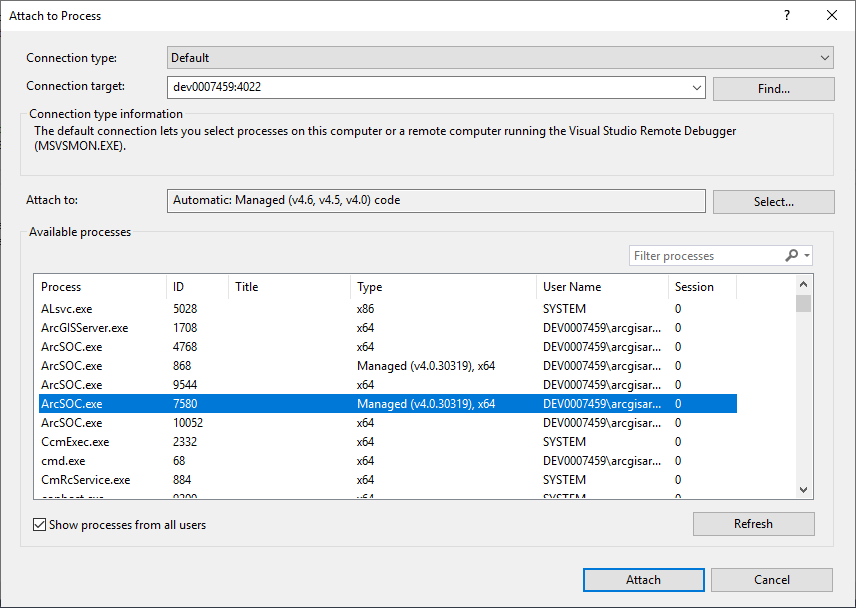 Attach to Process
?
Connection type:
Default
Connection target:
dev0007459:4022
Find...
Connection type information
The default connection lets you select processes on this computer or a remote computer running the Visual Studio Remote Debugger
(MSVSMON.EXE).
Attach to:
Automatic: Managed (v4.6, v4.5, v4.0) code
Select...
Available processes
Filter processes
Process ID Title Type User Name Session
ALsvc.exe 5028 x86 SYSTEM 0
ArcGISServer.exe 1708 x64 DEV0007459\arcgisar... 0
ArcSOC.exe 4768 x64 DEV0007459\arcgisar... 0
ArcSOC.exe 868 Managed (v4.0.30319), x64 DEV0007459\arcgisar... 0
ArcSOC.exe 9544 x64 DEV0007459\arcgisar... 0
ArcSOC.exe 7580 Managed (v4.0.30319), x64 DEV0007459\arcgisar... 0
ArcSOC.exe 10052 x64 DEV0007459\arcgisar... 0
CcmExec.exe 2332 x64 SYSTEM 0
cmd.exe 68 x64 DEV0007459\arcgisar... 0
CmRcService.exe 884 x64 SYSTEM 0
x64 SYSTEM 0
Show processes from all users
Refresh
Attach
Cancel